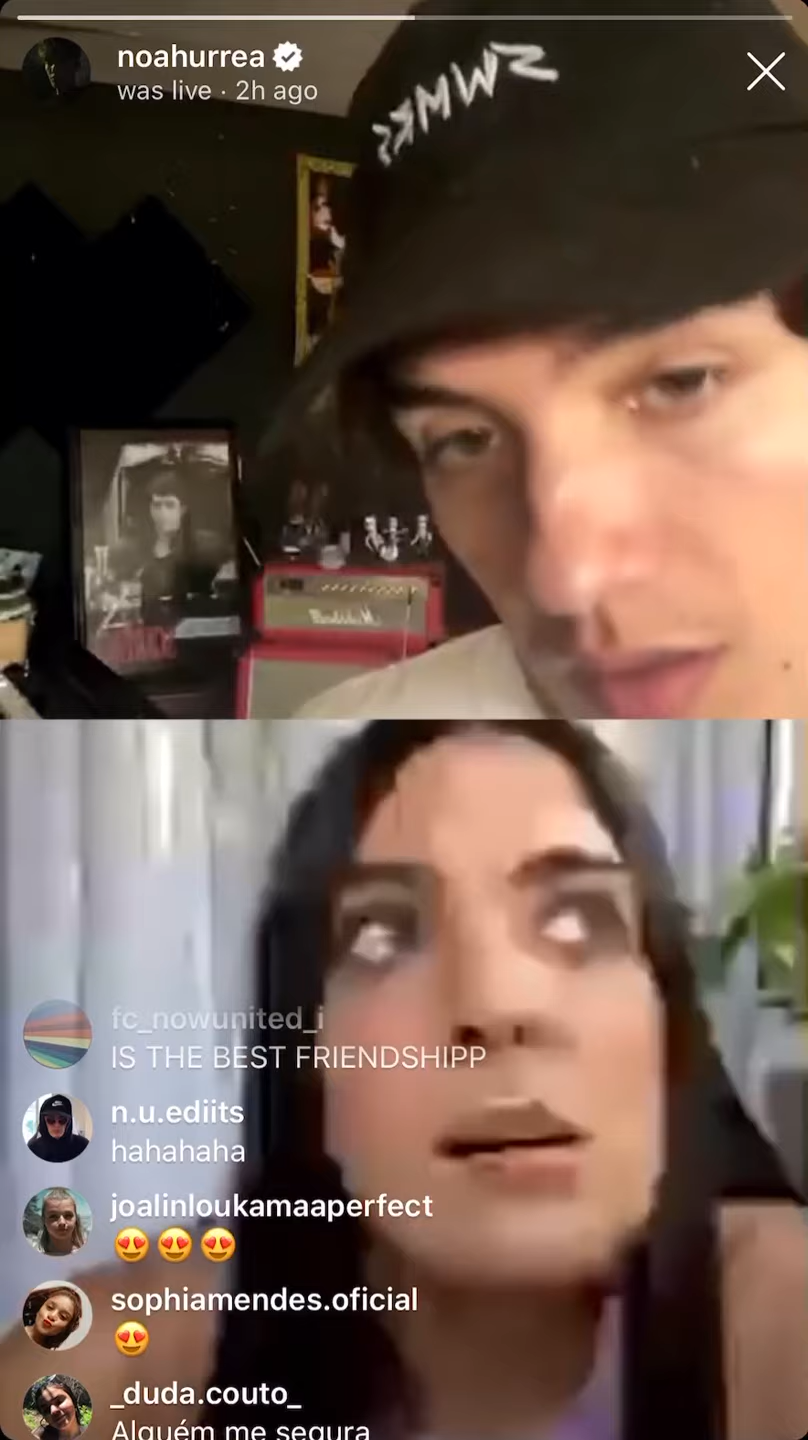 noahurrea
was live · 2h ago
fc_nowunited_i
IS THE BEST FRIENDSHIPP
n.u.ediits
hahahaha
joalinloukamaaperfect
😍😍😍
sophiamendes.oficial
😍
_duda.couto_
Alguém me segura